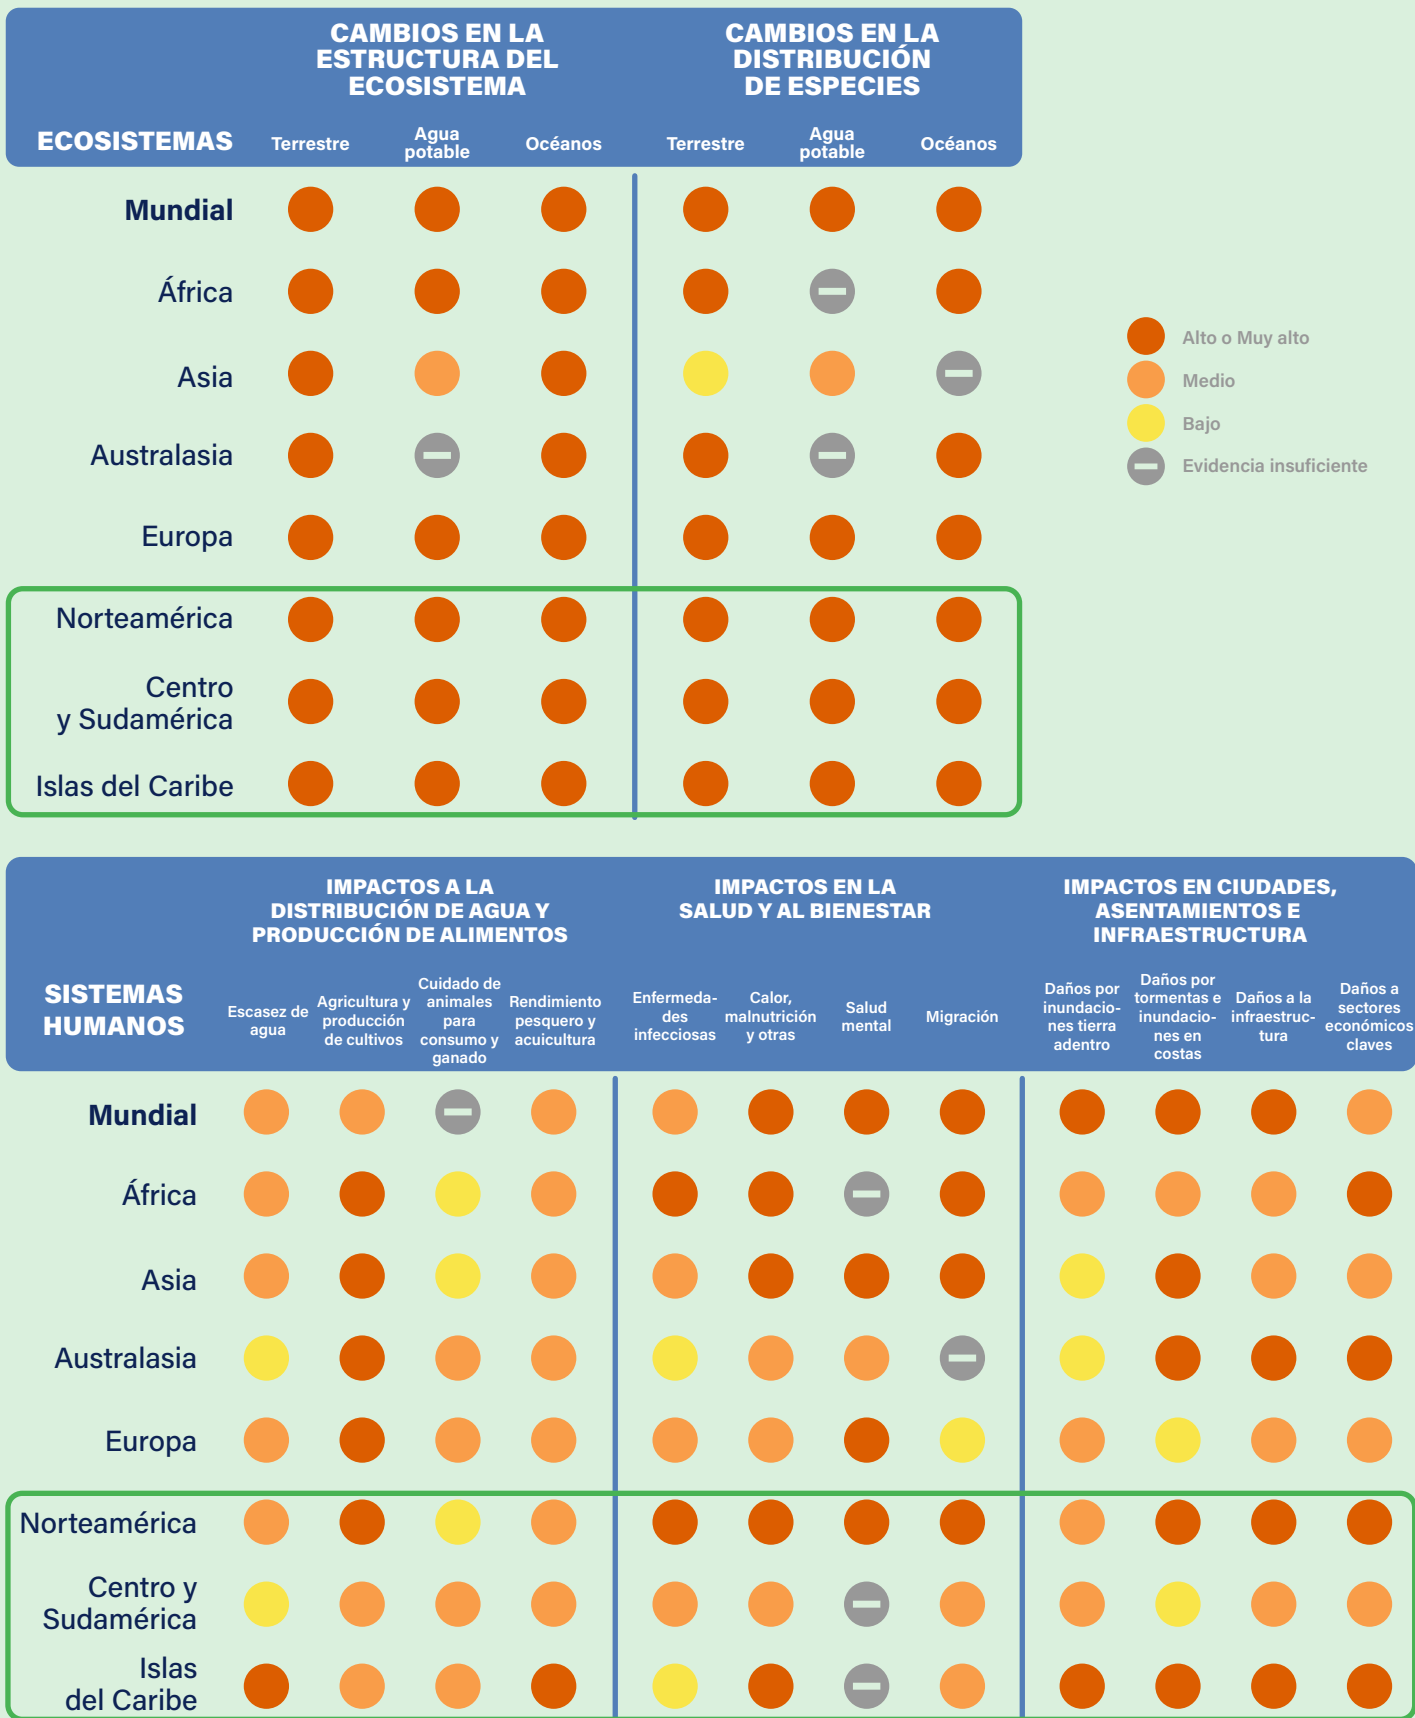 CAMBIOS EN LA
ESTRUCTURA DEL
ECOSISTEMA
CAMBIOS EN LA
DISTRIBUCIÓN
DE ESPECIES
ECOSISTEMAS
Terrestre
Agua
potable
Océanos
Terrestre
Agua
potable
Océanos
Mundial
África
Asia
Australasia
Europa
Norteamérica
Centro
y Sudamérica
Islas del Caribe
Alto o Muy alto
Medio
Bajo
Evidencia insuficiente
IMPACTOS A LA
DISTRIBUCIÓN DE AGUA Y
PRODUCCIÓN DE ALIMENTOS
IMPACTOS EN LA
SALUD Y AL BIENESTAR
IMPACTOS EN CIUDADES,
ASENTAMIENTOS E
INFRAESTRUCTURA
SISTEMAS
HUMANOS
Escasez de
agua
Agricultura y
producción
de cultivos
Cuidado de
animales
para
consumo y
ganado
Rendimiento
pesquero y
acuicultura
Enfermeda-
des
infecciosas
Calor,
malnutrición
y otras
Salud
mental
Migración
Daños por
inundacio-
nes tierra
adentro
Daños por
tormentas e
inundacio-
nes en
costas
Daños a la
infraestruc-
tura
Daños a
sectores
económicos
claves
Mundial
África
Asia
Australasia
Europa
Norteamérica
Centro y
Sudamérica
Islas
del Caribe